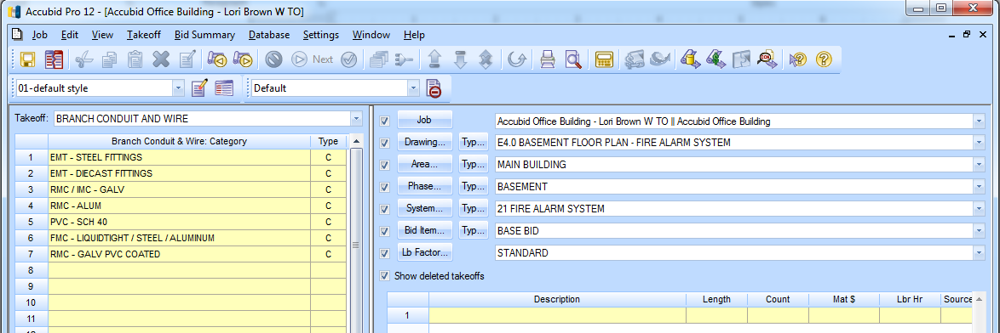 Accubid Pro 12 - [Accubid Office Building - Lori Brown W TO]
Job Edit View Takeoff Bid Summary Database Settings Window Help
Next
01-default style Default
Takeoff: BRANCH CONDUIT AND WIRE
Branch Conduit & Wire: Category Type
1 EMT - STEEL FITTINGS C
2 EMT - DIECAST FITTINGS C
3 RMC / IMC - GALV C
4 RMC - ALUM C
5 PVC - SCH 40 C
6 FMC - LIQUIDTIGHT / STEEL / ALUMINUM C
7 RMC - GALV PVC COATED C
8
9
10
11
Job Accubid Office Building - Lori Brown W TO Accubid Office Building
Drawing... Typ... E4.0 BASEMENT FLOOR PLAN - FIRE ALARM SYSTEM
Area... Typ... MAIN BUILDING
Phase... Typ... BASEMENT
System... Typ... 21 FIRE ALARM SYSTEM
Bid Item... Typ... BASE BID
Lb Factor... STANDARD
Show deleted takeoffs
Description Length Count Mat $ Lbr Hr Source
1